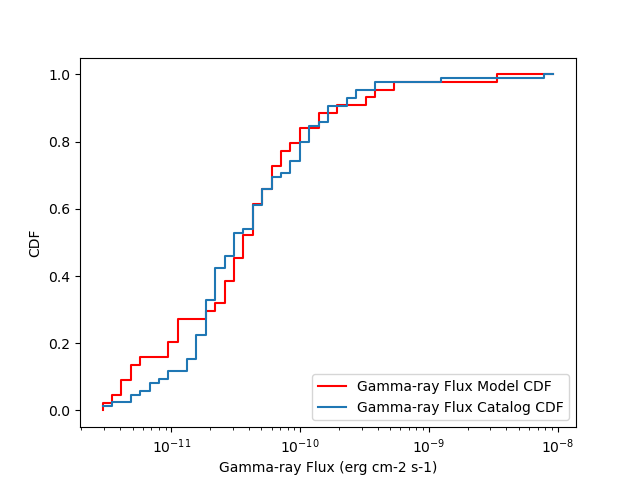 1.0
0.8
0.6
0.4
0.2
0.0
CDF
10⁻¹¹
10⁻¹⁰
10⁻⁹
10⁻⁸
Gamma-ray Flux (erg cm-2 s-1)
Gamma-ray Flux Model CDF
Gamma-ray Flux Catalog CDF